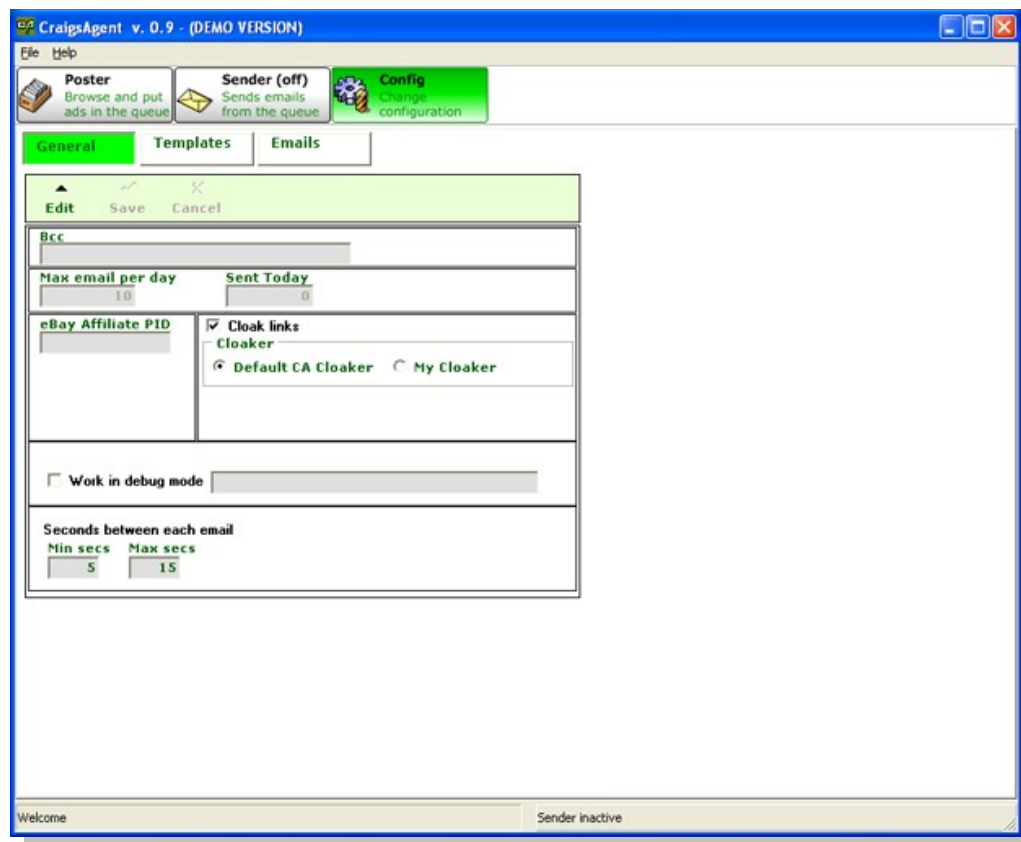 CraigsAgent v. 0.9 - (DEMO VERSION)
File Help
Poster
Browse and put
ads in the queue
Sender (off)
Sends emails
from the queue
Config
Change
configuration
General Templates Emails
Edit Save Cancel
Bcc
Max email per day Sent Today
10 0
eBay Affiliate PID
Cloak links
Cloaker
Default CA Cloaker My Cloaker
Work in debug mode
Seconds between each email
Min secs Max secs
5 15
Welcome Sender inactive